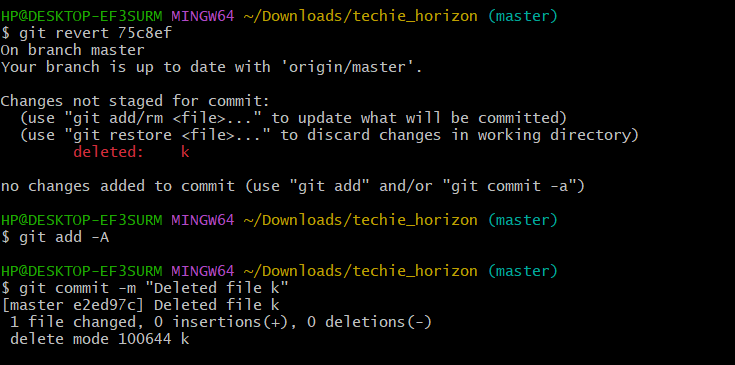 HP@DESKTOP-EF3SURM MINGW64 ~/Downloads/techie_horizon (master)
$ git revert 75c8ef
On branch master
Your branch is up to date with 'origin/master'.

Changes not staged for commit:
  (use "git add/rm <file>..." to update what will be committed)
  (use "git restore <file>..." to discard changes in working directory)
        deleted:    k

no changes added to commit (use "git add" and/or "git commit -a")

HP@DESKTOP-EF3SURM MINGW64 ~/Downloads/techie_horizon (master)
$ git add -A

HP@DESKTOP-EF3SURM MINGW64 ~/Downloads/techie_horizon (master)
$ git commit -m "Deleted file k"
[master e2ed97c] Deleted file k
 1 file changed, 0 insertions(+), 0 deletions(-)
 delete mode 100644 k